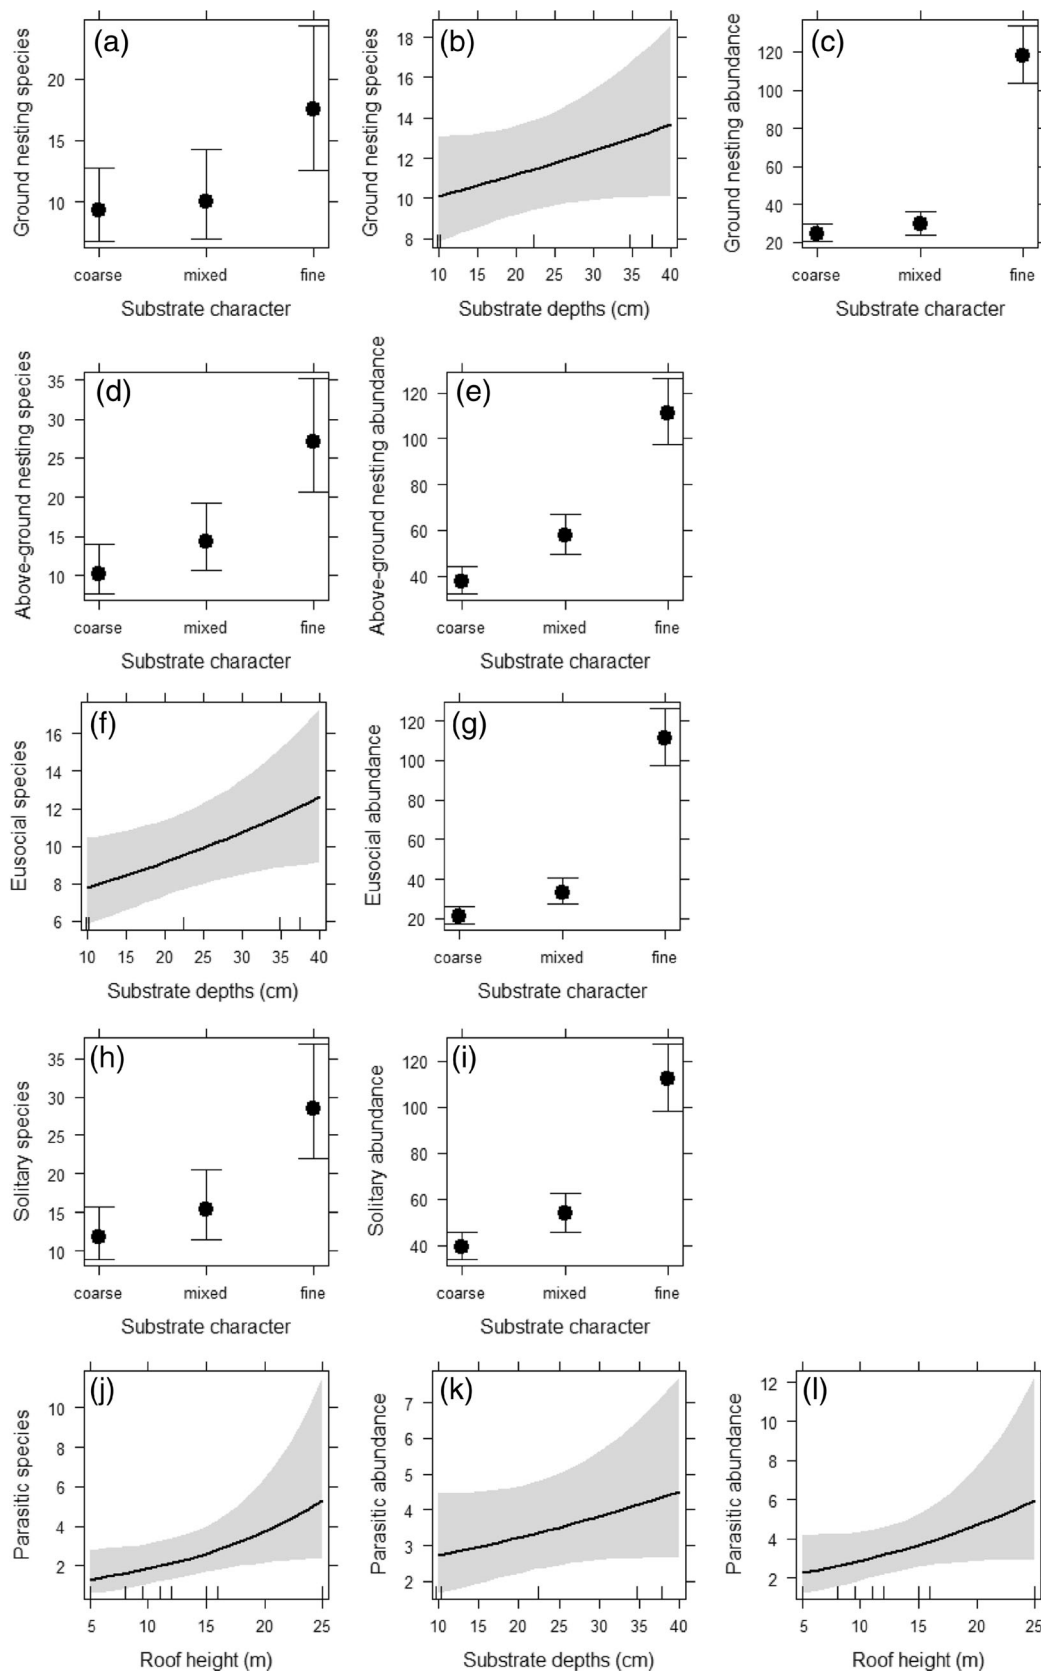 (a)
Ground nesting species
20
15
10
coarse mixed fine
Substrate character
(b)
Ground nesting species
18
16
14
12
10
8
10 15 20 25 30 35 40
Substrate depths (cm)
(c)
Ground nesting abundance
120
100
80
60
40
20
coarse mixed fine
Substrate character
(d)
Above-ground nesting species
35
30
25
20
15
10
coarse mixed fine
Substrate character
(e)
Above-ground nesting abundance
120
100
80
60
40
coarse mixed fine
Substrate character
(f)
Eusocial species
16
14
12
10
8
6
10 15 20 25 30 35 40
Substrate depths (cm)
(g)
Eusocial abundance
120
100
80
60
40
20
coarse mixed fine
Substrate character
(h)
Solitary species
35
30
25
20
15
10
coarse mixed fine
Substrate character
(i)
Solitary abundance
120
100
80
60
40
coarse mixed fine
Substrate character
(j)
Parasitic species
10
8
6
4
2
5 10 15 20 25
Roof height (m)
(k)
Parasitic abundance
7
6
5
4
3
2
10 15 20 25 30 35 40
Substrate depths (cm)
(l)
Parasitic abundance
12
10
8
6
4
2
5 10 15 20 25
Roof height (m)